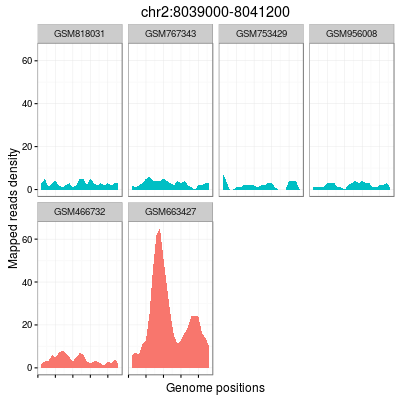 chr2:8039000-8041200
GSM818031 GSM767343 GSM753429 GSM956008
60
40
20
0
GSM466732 GSM663427
60
40
20
0
Mapped reads density
Genome positions